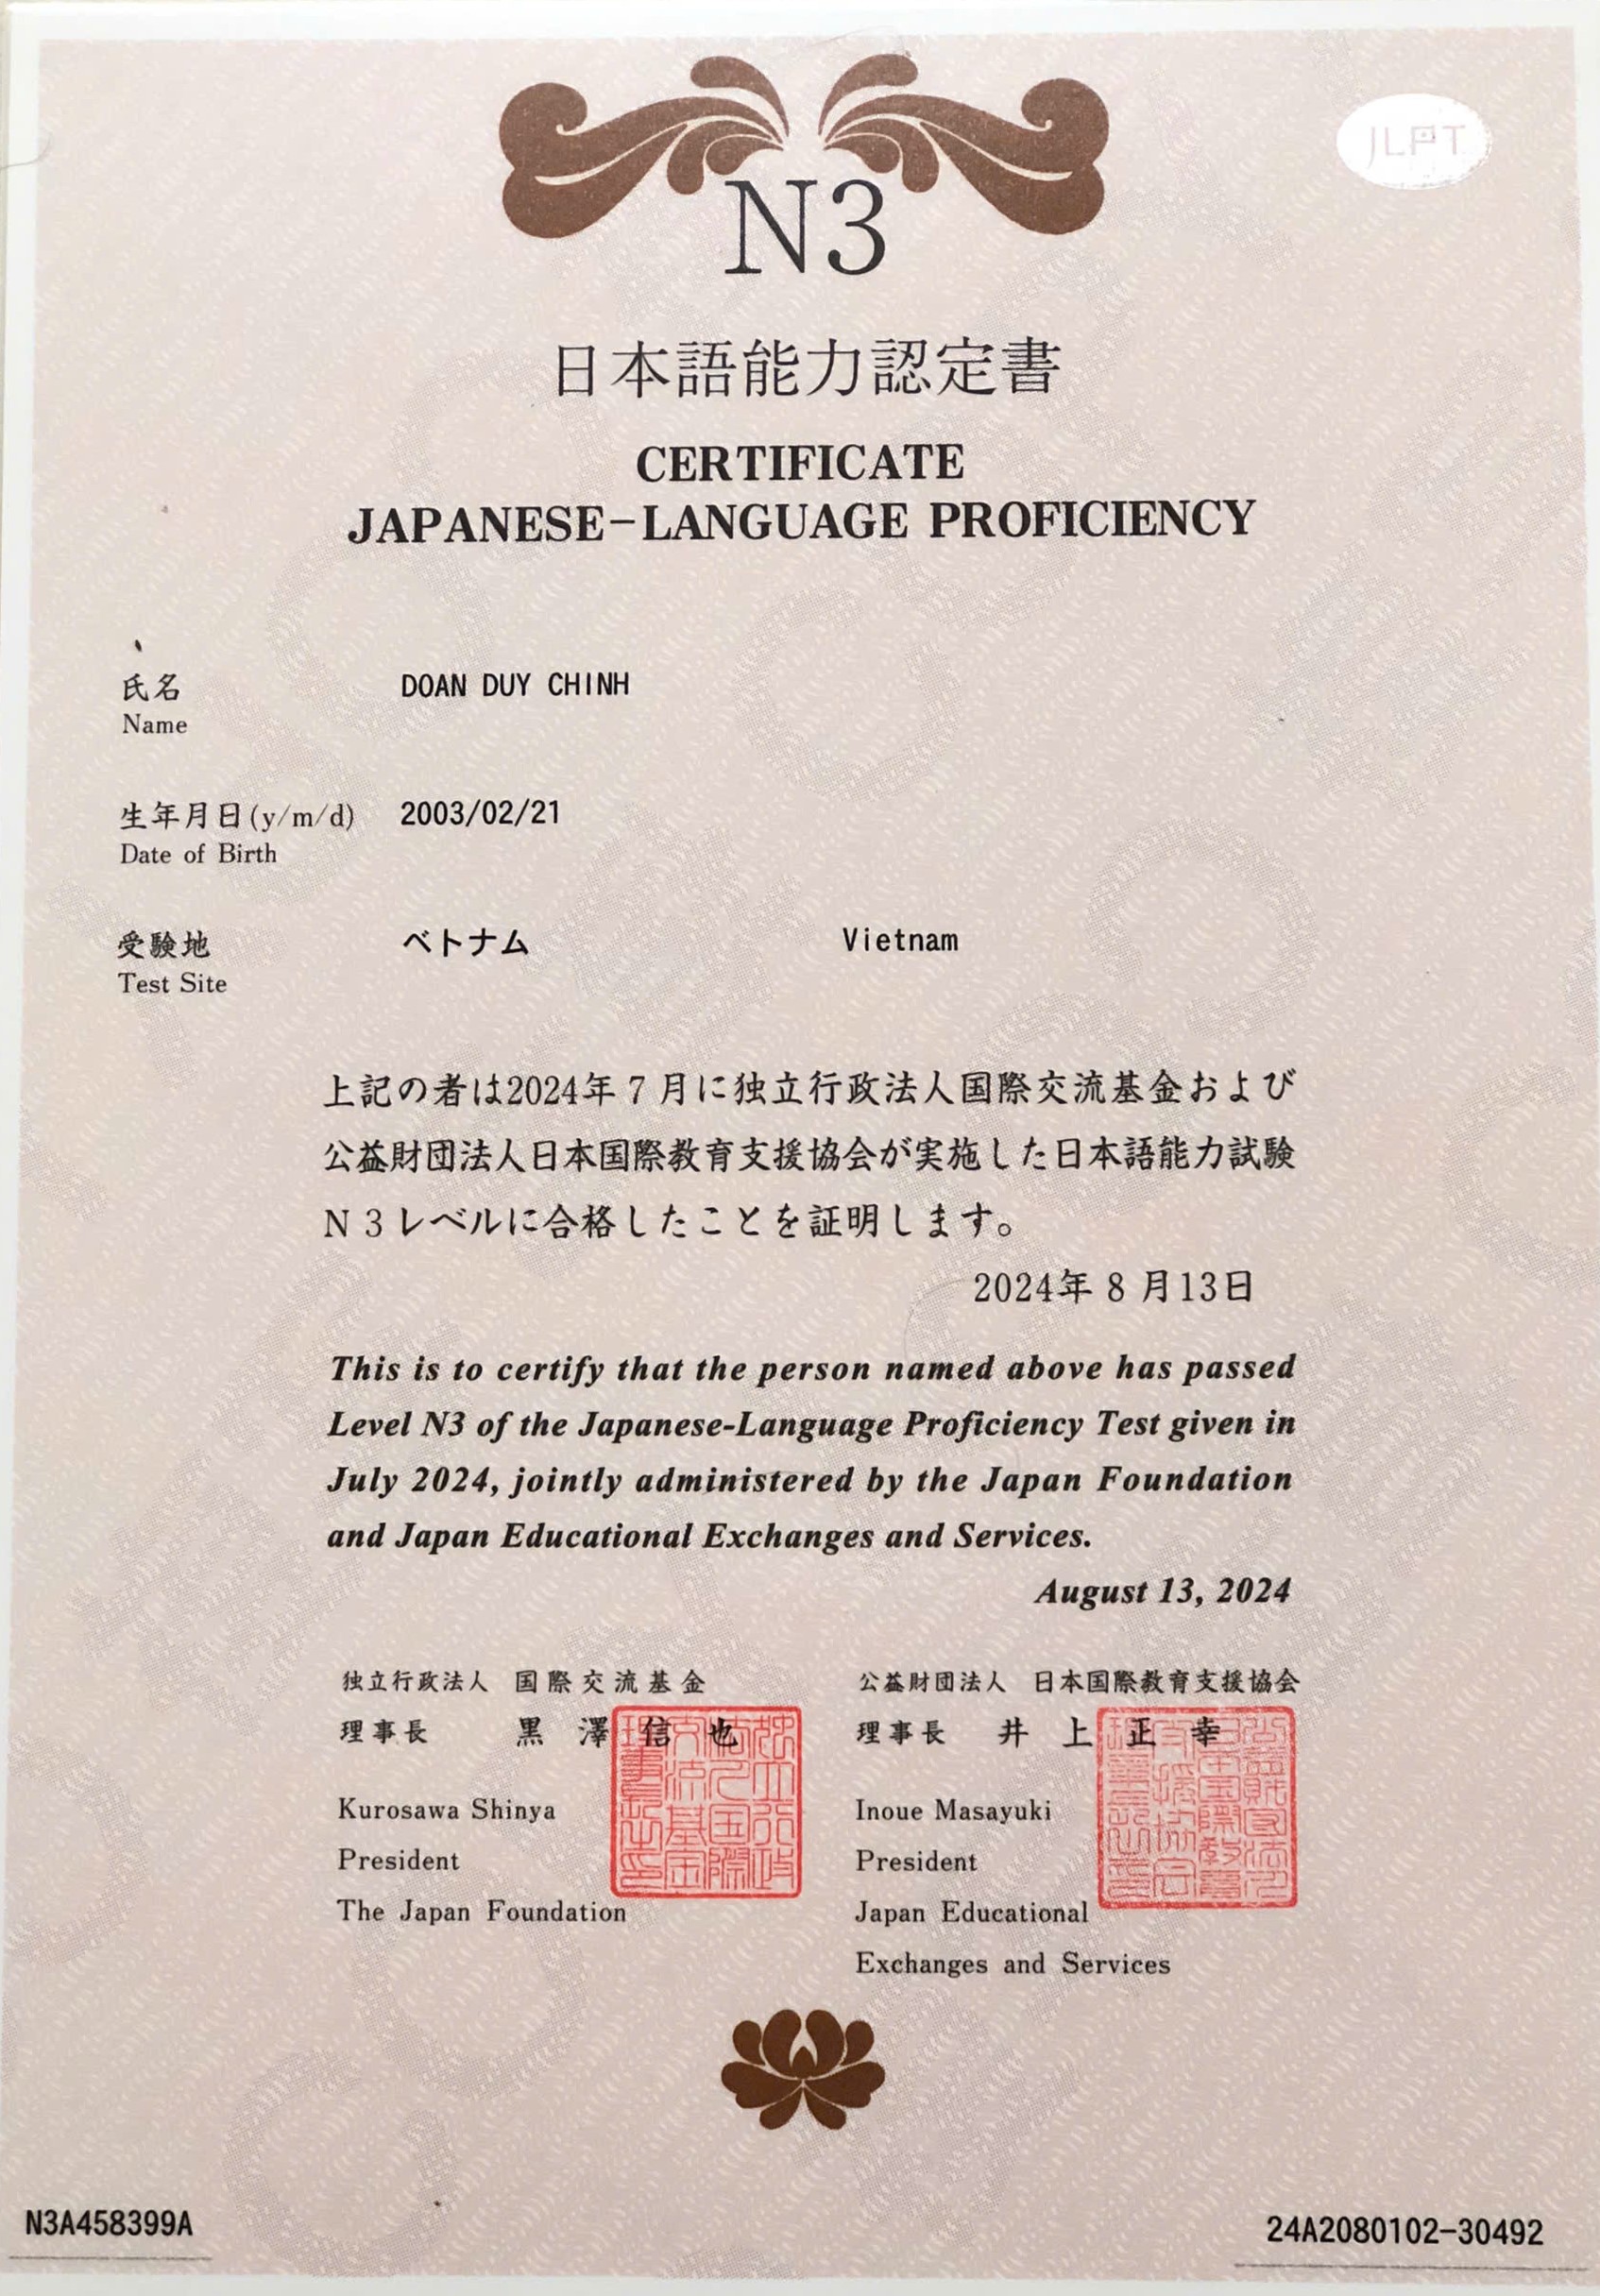 JLPT
N3
日本語能力認定書
CERTIFICATE
JAPANESE-LANGUAGE PROFICIENCY
氏名 DOAN DUY CHINH
Name
生年月日(y/m/d) 2003/02/21
Date of Birth
受験地 ベトナム Vietnam
Test Site
上記の者は2024年7月に独立行政法人国際交流基金および
公益財団法人日本国際教育支援協会が実施した日本語能力試験
N3レベルに合格したことを証明します。
2024年8月13日
This is to certify that the person named above has passed
Level N3 of the Japanese-Language Proficiency Test given in
July 2024, jointly administered by the Japan Foundation
and Japan Educational Exchanges and Services.
August 13, 2024
独立行政法人 国際交流基金
理事長 黒澤信也
Kurosawa Shinya
President
The Japan Foundation
公益財団法人 日本国際教育支援協会
理事長 井上正幸
Inoue Masayuki
President
Japan Educational
Exchanges and Services
N3A458399A
24A2080102-30492